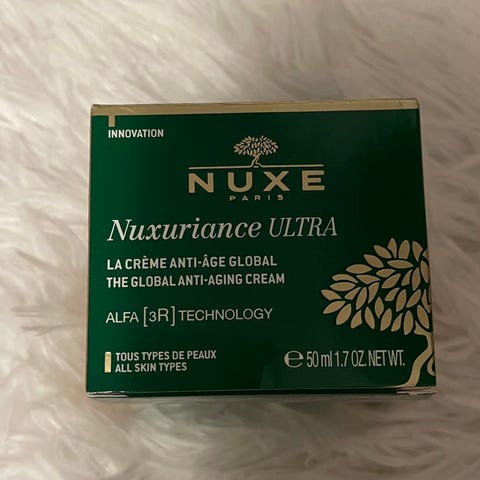 INNOVATION
NUXE
PARIS
Nuxuriance ULTRA
LA CRÈME ANTI-ÂGE GLOBAL
THE GLOBAL ANTI-AGING CREAM
ALFA [3R] TECHNOLOGY
TOUS TYPES DE PEAUX
ALL SKIN TYPES
℮ 50 ml 1.7 OZ. NET WT.